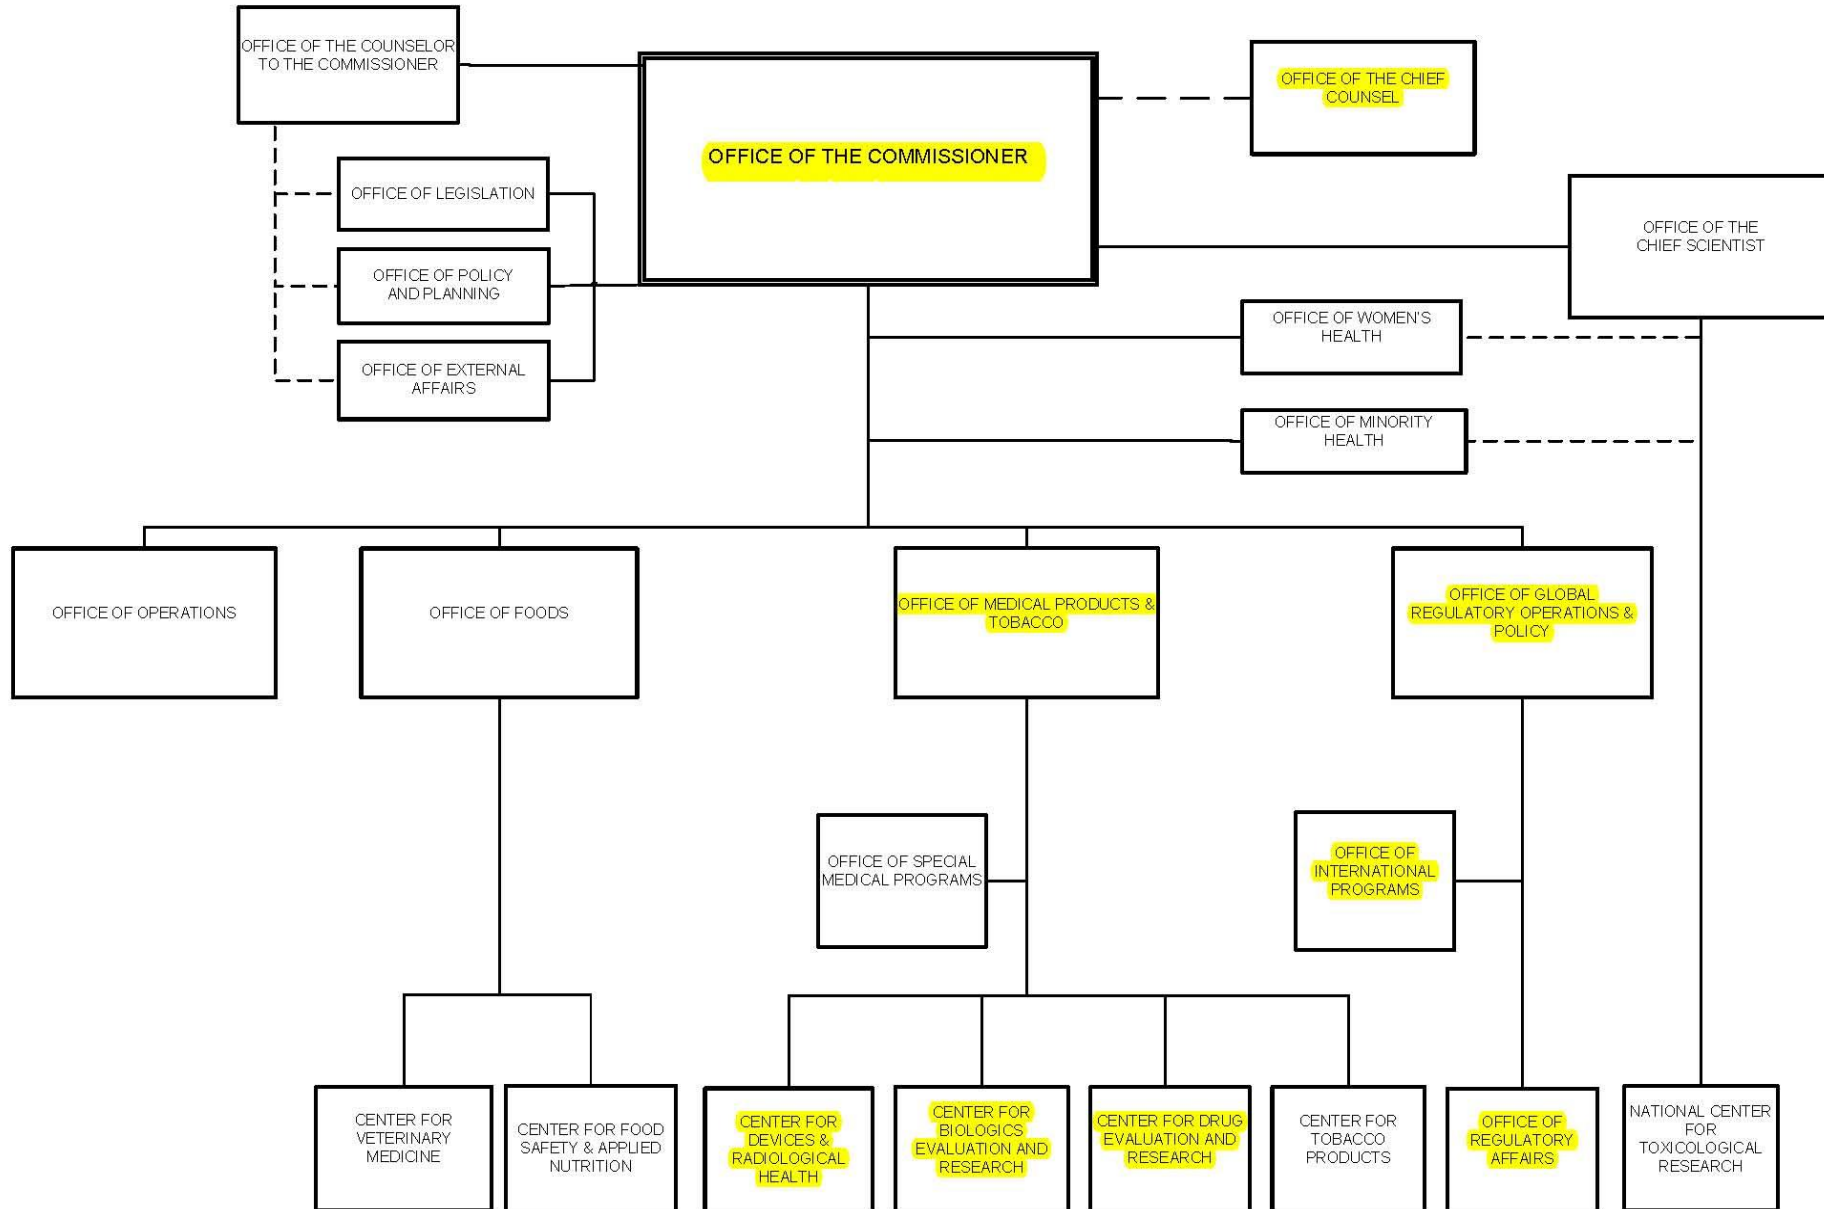 OFFICE OF THE COUNSELOR
TO THE COMMISSIONER
OFFICE OF THE CHIEF
COUNSEL
OFFICE OF THE COMMISSIONER
OFFICE OF LEGISLATION
OFFICE OF THE
CHIEF SCIENTIST
OFFICE OF POLICY
AND PLANNING
OFFICE OF WOMEN'S
HEALTH
OFFICE OF EXTERNAL
AFFAIRS
OFFICE OF MINORITY
HEALTH
OFFICE OF OPERATIONS
OFFICE OF FOODS
OFFICE OF MEDICAL PRODUCTS &
TOBACCO
OFFICE OF GLOBAL
REGULATORY OPERATIONS &
POLICY
OFFICE OF SPECIAL
MEDICAL PROGRAMS
OFFICE OF
INTERNATIONAL
PROGRAMS
CENTER FOR
VETERINARY
MEDICINE
CENTER FOR FOOD
SAFETY & APPLIED
NUTRITION
CENTER FOR
DEVICES &
RADIOLOGICAL
HEALTH
CENTER FOR
BIOLOGICS
EVALUATION AND
RESEARCH
CENTER FOR DRUG
EVALUATION AND
RESEARCH
CENTER FOR
TOBACCO
PRODUCTS
OFFICE OF
REGULATORY
AFFAIRS
NATIONAL CENTER
FOR
TOXICOLOGICAL
RESEARCH